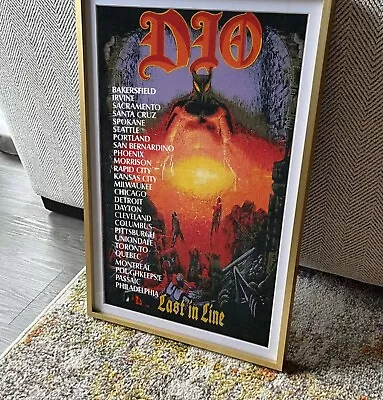 DIO
BAKERSFIELD
IRVINE
SACRAMENTO
SANTA CRUZ
SPOKANE
SEATTLE
PORTLAND
SAN BERNARDINO
PHOENIX
MORRISON
RAPID CITY
KANSAS CITY
MILWAUKEE
CHICAGO
DETROIT
DAYTON
CLEVELAND
COLUMBUS
PITTSBURGH
UNIONDALE
TORONTO
QUEBEC
MONTREAL
POUGHKEEPSIE
PASSAIC
PHILADELPHIA
Last in Line